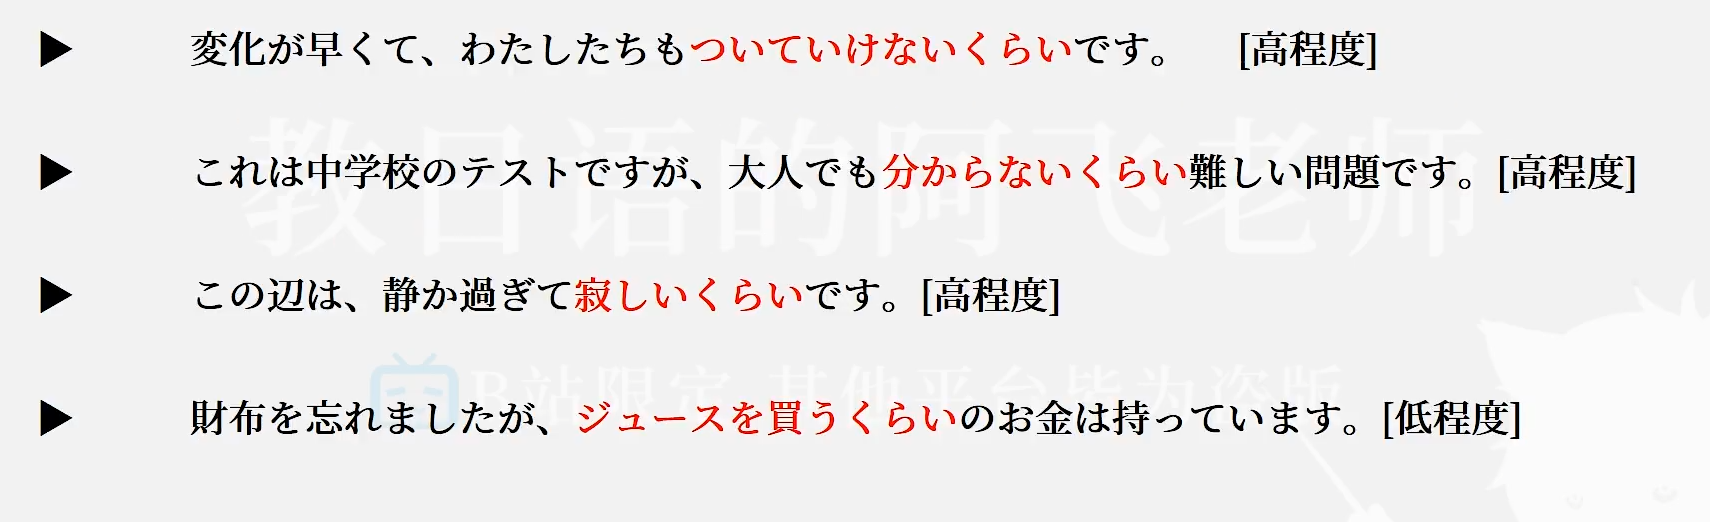 ▶ 変化が早くて、わたしたちもついていけないくらいです。 [高程度]
教日语的阿飞老师
▶ これは中学校のテストですが、大人でも分からないくらい難しい問題です。[高程度]
▶ この辺は、静か過ぎて寂しいくらいです。[高程度]
B站限定 其他平台皆为盗版
▶ 財布を忘れましたが、ジュースを買うくらいのお金は持っています。[低程度]